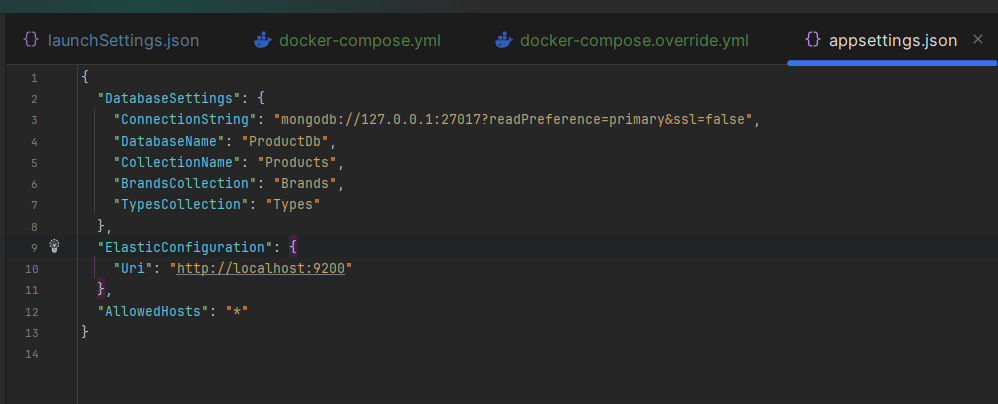 launchSettings.json docker-compose.yml docker-compose.override.yml appsettings.json
1 {
2   "DatabaseSettings": {
3     "ConnectionString": "mongodb://127.0.0.1:27017?readPreference=primary&ssl=false",
4     "DatabaseName": "ProductDb",
5     "CollectionName": "Products",
6     "BrandsCollection": "Brands",
7     "TypesCollection": "Types"
8   },
9   "ElasticConfiguration": {
10     "Uri": "http://localhost:9200"
11   },
12   "AllowedHosts": "*"
13 }
14